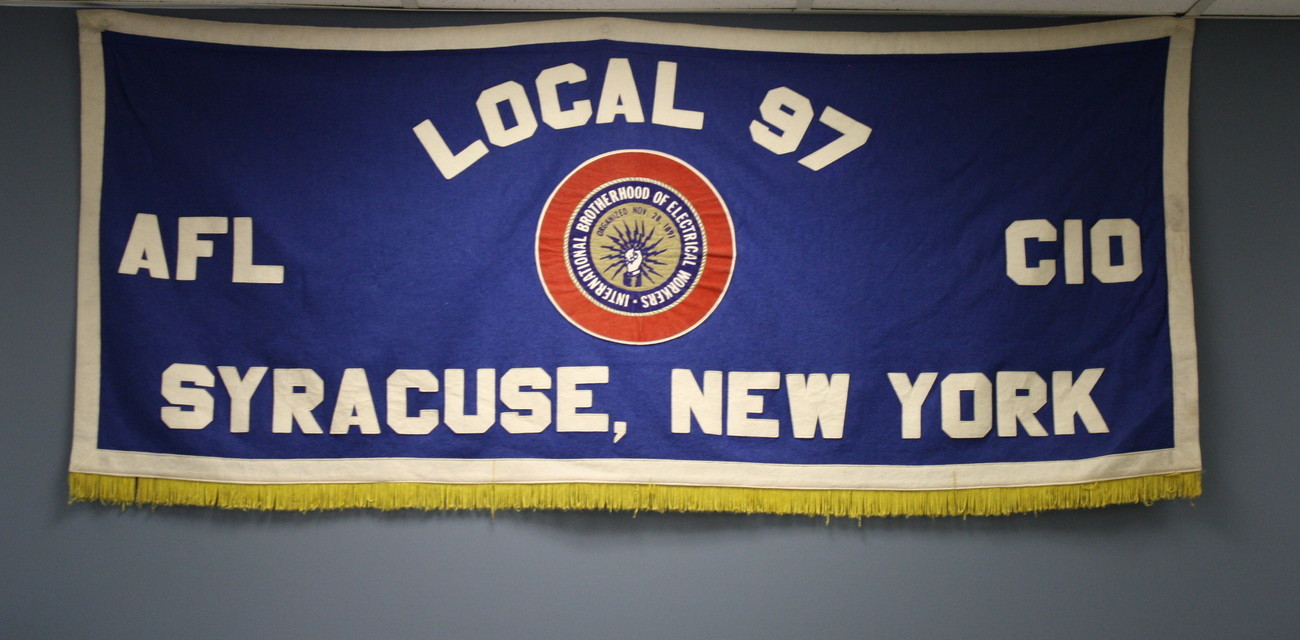 LOCAL 97
AFL
CIO
INTERNATIONAL BROTHERHOOD OF ELECTRICAL WORKERS ·
ORGANIZED NOV. 28, 1891
SYRACUSE, NEW YORK